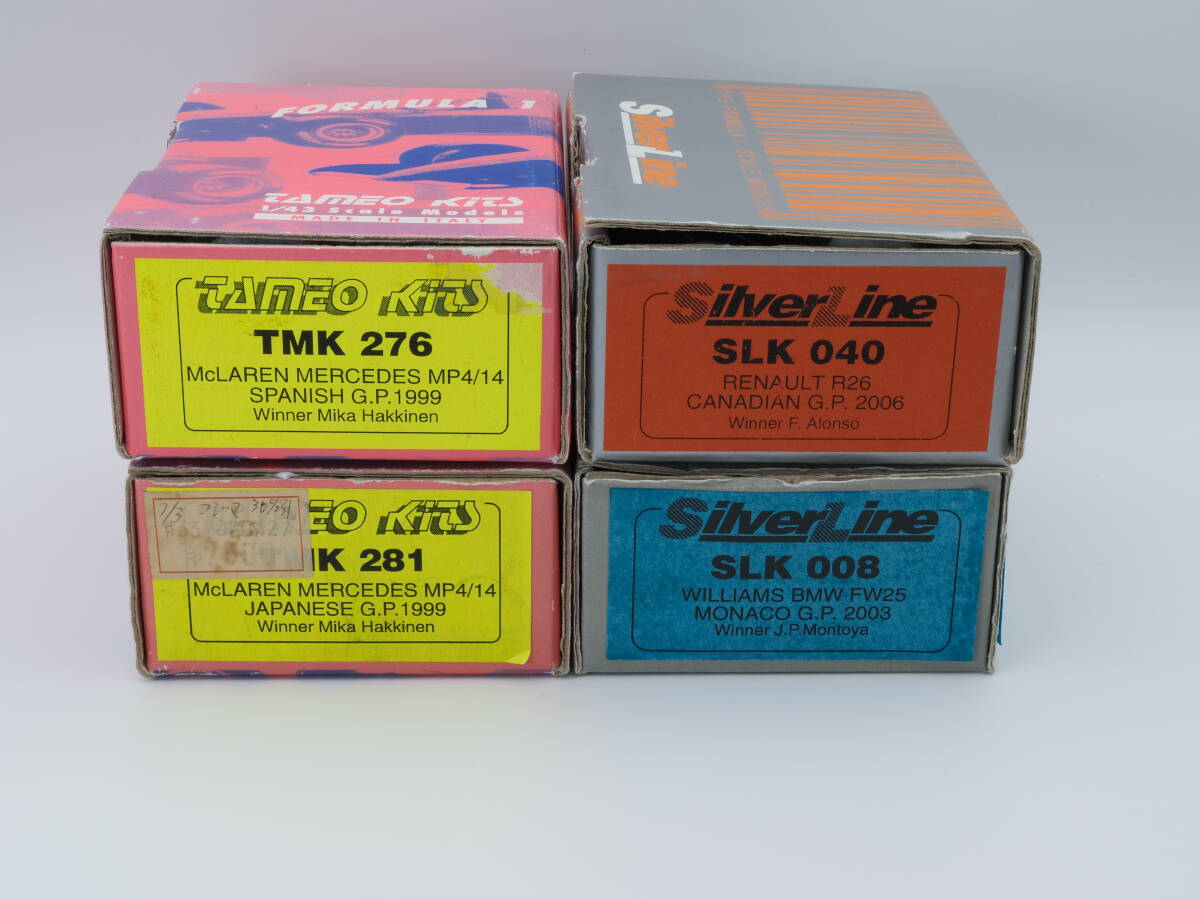 FORMULA 1
TAMEO KITS
1/43 Scale Models
MADE IN ITALY
TAMEO KITS
TMK 276
McLAREN MERCEDES MP4/14
SPANISH G.P.1999
Winner Mika Hakkinen
SilverLine
SilverLine
SLK 040
RENAULT R26
CANADIAN G.P. 2006
Winner F. Alonso
KITS
281
McLAREN MERCEDES MP4/14
JAPANESE G.P.1999
Winner Mika Hakkinen
SilverLine
SLK 008
WILLIAMS BMW FW25
MONACO G.P. 2003
Winner J.P.Montoya